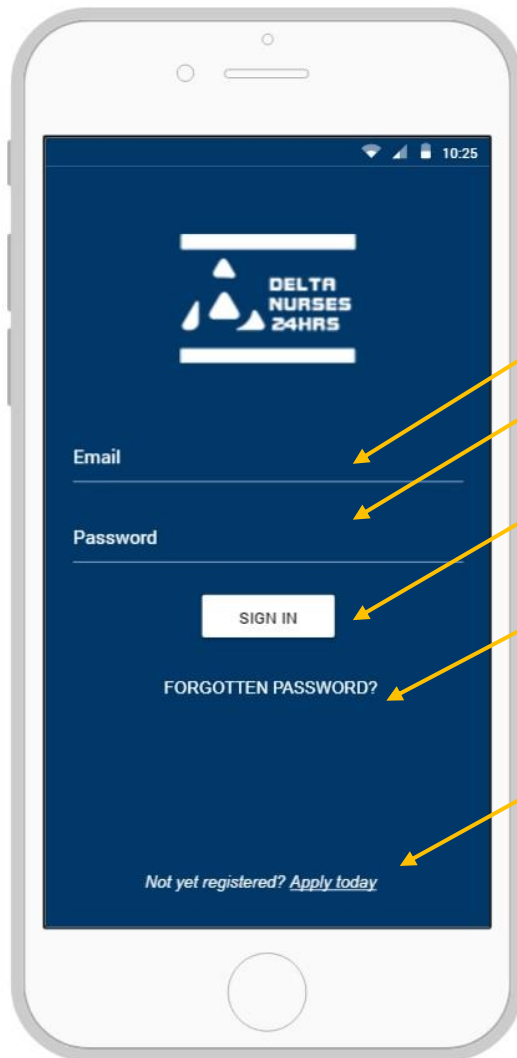 10:25
DELTA
NURSES
24HRS
Email
Password
SIGN IN
FORGOTTEN PASSWORD?
Not yet registered? Apply today